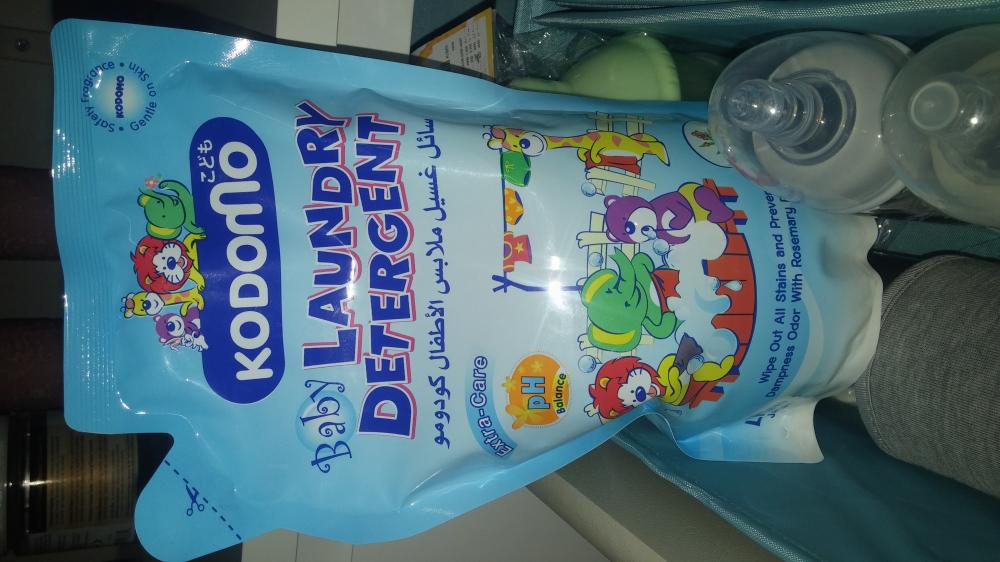 Safety Fragrance • Gentle on Skin •
KODOMO
こども
KODOMO
Baby
LAUNDRY
DETERGENT
سائل غسيل ملابس الأطفال كودومو
Extra-Care
pH
Balance
Wipe Out All Stains and
Dampness Odor With Rosemary